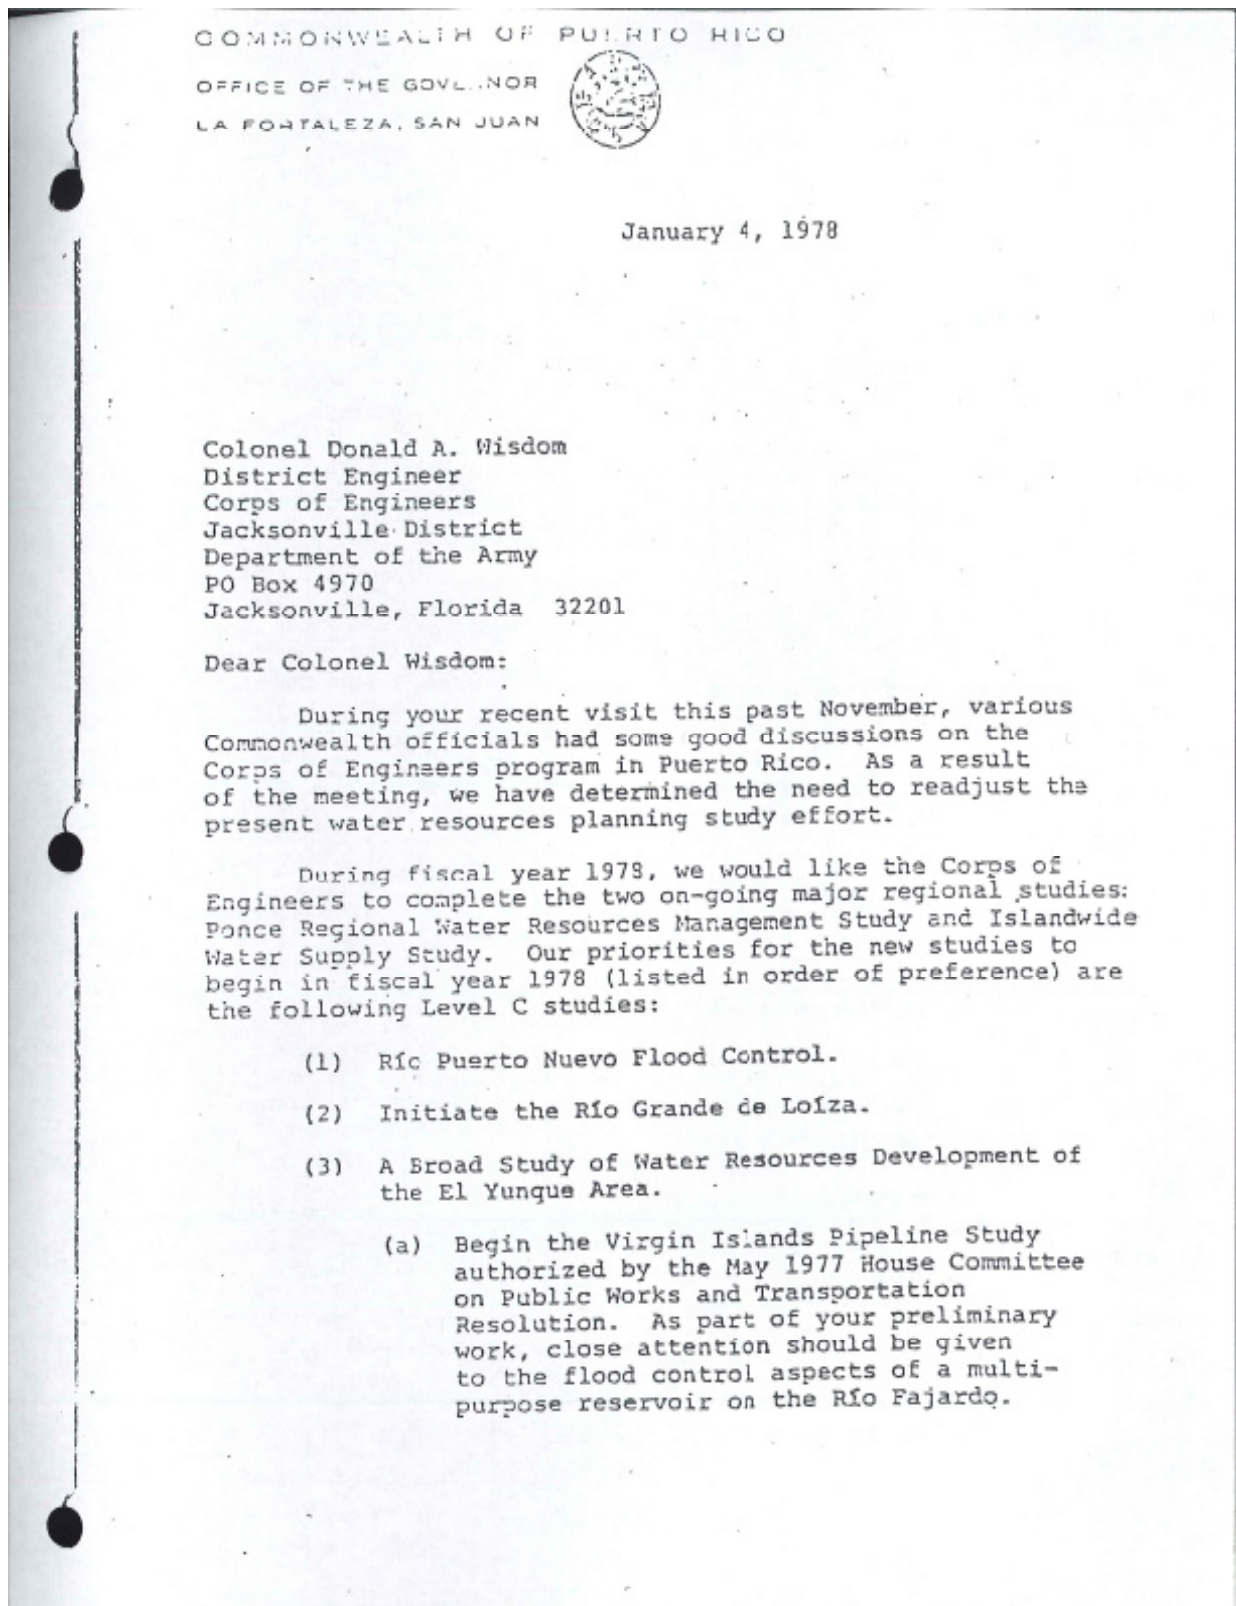 COMMONWEALTH OF PUERTO RICO
OFFICE OF THE GOVERNOR
LA FORTALEZA, SAN JUAN
January 4, 1978
Colonel Donald A. Wisdom
District Engineer
Corps of Engineers
Jacksonville District
Department of the Army
PO Box 4970
Jacksonville, Florida 32201
Dear Colonel Wisdom:
During your recent visit this past November, various
Commonwealth officials had some good discussions on the
Corps of Engineers program in Puerto Rico. As a result
of the meeting, we have determined the need to readjust the
present water resources planning study effort.
During fiscal year 1978, we would like the Corps of
Engineers to complete the two on-going major regional studies:
Ponce Regional Water Resources Management Study and Islandwide
Water Supply Study. Our priorities for the new studies to
begin in fiscal year 1978 (listed in order of preference) are
the following Level C studies:
(1) Río Puerto Nuevo Flood Control.
(2) Initiate the Río Grande de Loíza.
(3) A Broad Study of Water Resources Development of
the El Yunque Area.
(a) Begin the Virgin Islands Pipeline Study
authorized by the May 1977 House Committee
on Public Works and Transportation
Resolution. As part of your preliminary
work, close attention should be given
to the flood control aspects of a multi-
purpose reservoir on the Río Fajardo.